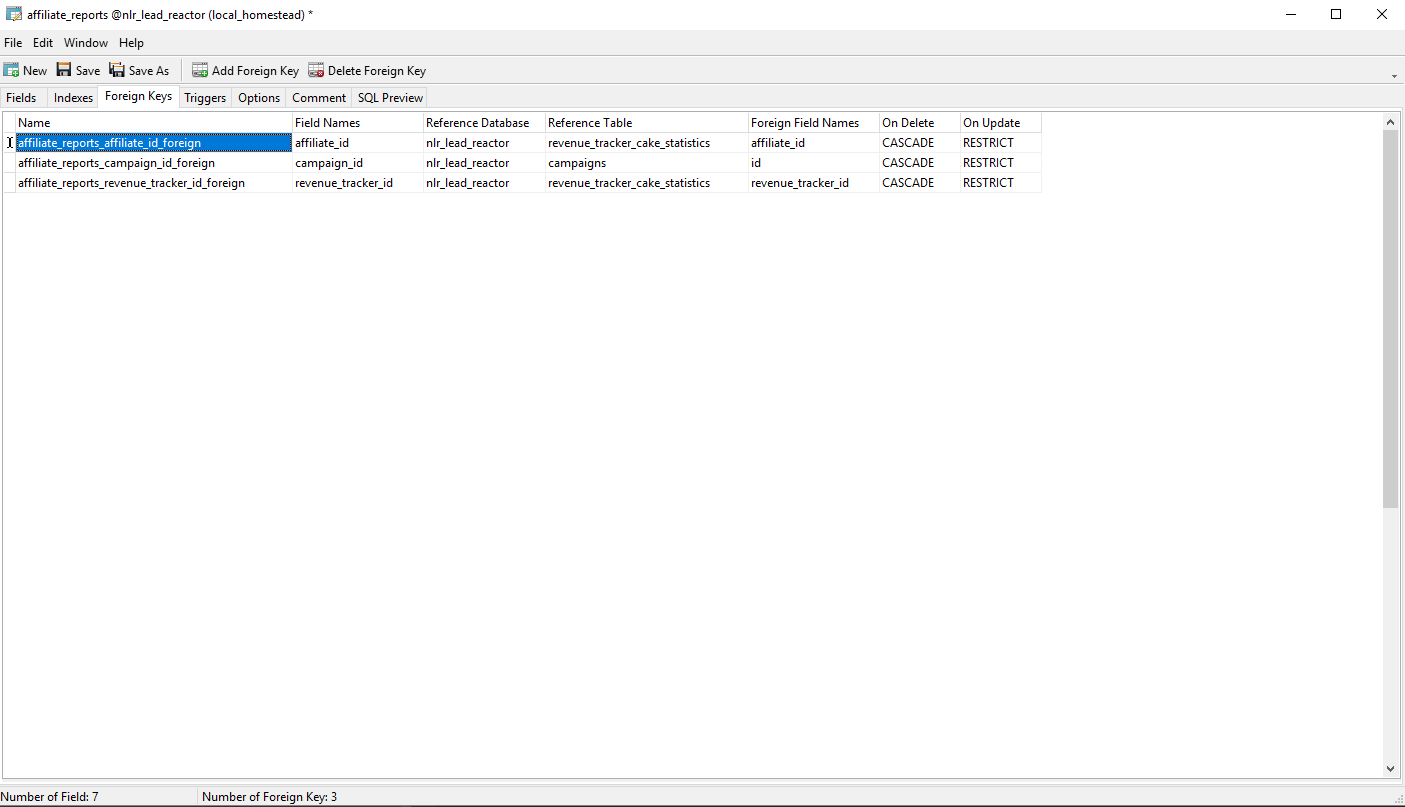 affiliate_reports @nlr_lead_reactor (local_homestead) *
File Edit Window Help
New Save Save As Add Foreign Key Delete Foreign Key
Fields Indexes Foreign Keys Triggers Options Comment SQL Preview
Name Field Names Reference Database Reference Table Foreign Field Names On Delete On Update
affiliate_reports_affiliate_id_foreign affiliate_id nlr_lead_reactor revenue_tracker_cake_statistics affiliate_id CASCADE RESTRICT
affiliate_reports_campaign_id_foreign campaign_id nlr_lead_reactor campaigns id CASCADE RESTRICT
affiliate_reports_revenue_tracker_id_foreign revenue_tracker_id nlr_lead_reactor revenue_tracker_cake_statistics revenue_tracker_id CASCADE RESTRICT
Number of Field: 7 Number of Foreign Key: 3